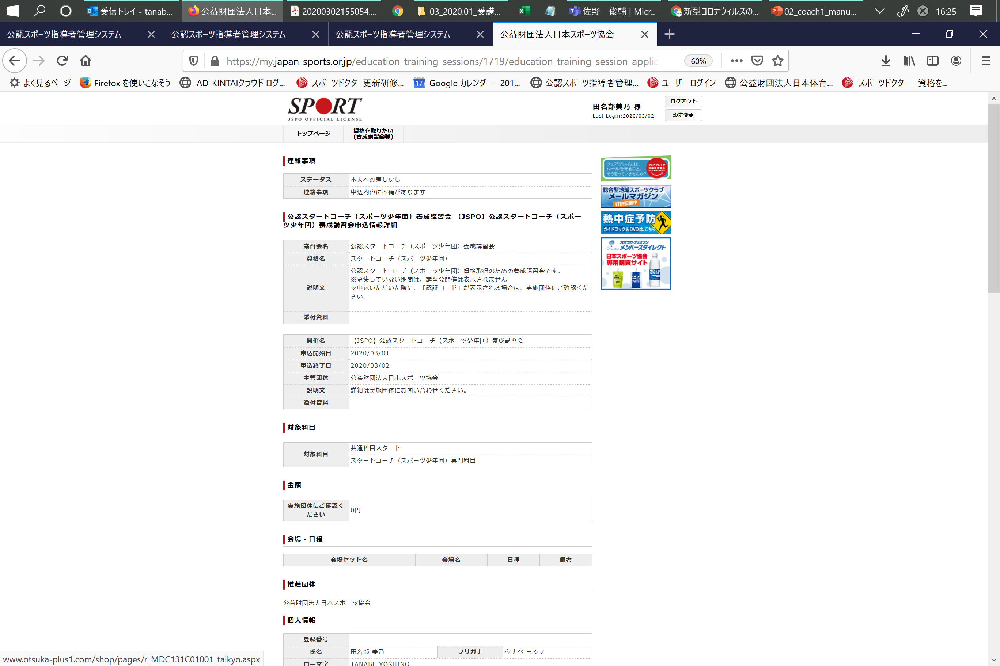 受信トレイ - tanab...
公益財団法人日本...
20200302155054....
03_2020.01_受講...
佐野 俊輔 | Micr...
新型コロナウィルスの...
02_coach1_manu...
16:25
公認スポーツ指導者管理システム
公認スポーツ指導者管理システム
公認スポーツ指導者管理システム
公益財団法人日本スポーツ協会
https://my.japan-sports.or.jp/education_training_sessions/1719/education_training_session_applic
60%
よく見るページ
Firefox を使いこなそう
AD-KINTAIクラウド ログ...
スポーツドクター更新研修...
17
Google カレンダー - 201...
公認スポーツ指導者管理...
ユーザー ログイン
公益財団法人日本体育...
スポーツドクター - 資格を...
SPORT
JSPO OFFICIAL LICENSE
田名部美乃 様
Last Login:2020/03/02
ログアウト
設定変更
トップページ
資格を取りたい
(養成講習会等)
連絡事項
ステータス 本人への差し戻し
連絡事項 申込内容に不備があります
公認スタートコーチ（スポーツ少年団）養成講習会 【JSPO】公認スタートコーチ（スポー
ツ少年団）養成講習会申込情報詳細
講習会名 公認スタートコーチ（スポーツ少年団）養成講習会
資格名 スタートコーチ（スポーツ少年団）
説明文 公認スタートコーチ（スポーツ少年団）資格取得のための養成講習会です。
※募集していない期間は、講習会開催は表示されません
※申込いただいた際に、「認証コード」が表示される場合は、実施団体にご確認くだ
さい。
添付資料
開催名 【JSPO】公認スタートコーチ（スポーツ少年団）養成講習会
申込開始日 2020/03/01
申込終了日 2020/03/02
主管団体 公益財団法人日本スポーツ協会
説明文 詳細は実施団体にお問い合わせください。
添付資料
対象科目
対象科目 共通科目スタート
スタートコーチ（スポーツ少年団）専門科目
金額
実施団体にご確認く
ださい
0円
会場・日程
会場セット名 会場名 日程 備考
推薦団体
公益財団法人日本スポーツ協会
個人情報
登録番号
氏名 田名部 美乃 フリガナ タナベ ヨシノ
ローマ字 TANABE YOSHINO
フェアプレイとは、
ルールを守ること、
そう思っていませんか？
フェアプレイで
日本を元気に
総合型地域スポーツクラブ
メールマガジン
好評配信中
熱中症予防
ガイドブック＆DVDは、こちら
Otsuka
オオツカ・プラスワン
メンバーズダイレクト
日本スポーツ協会
専用購買サイト
www.otsuka-plus1.com/shop/pages/r_MDC131C01001_taikyo.aspx